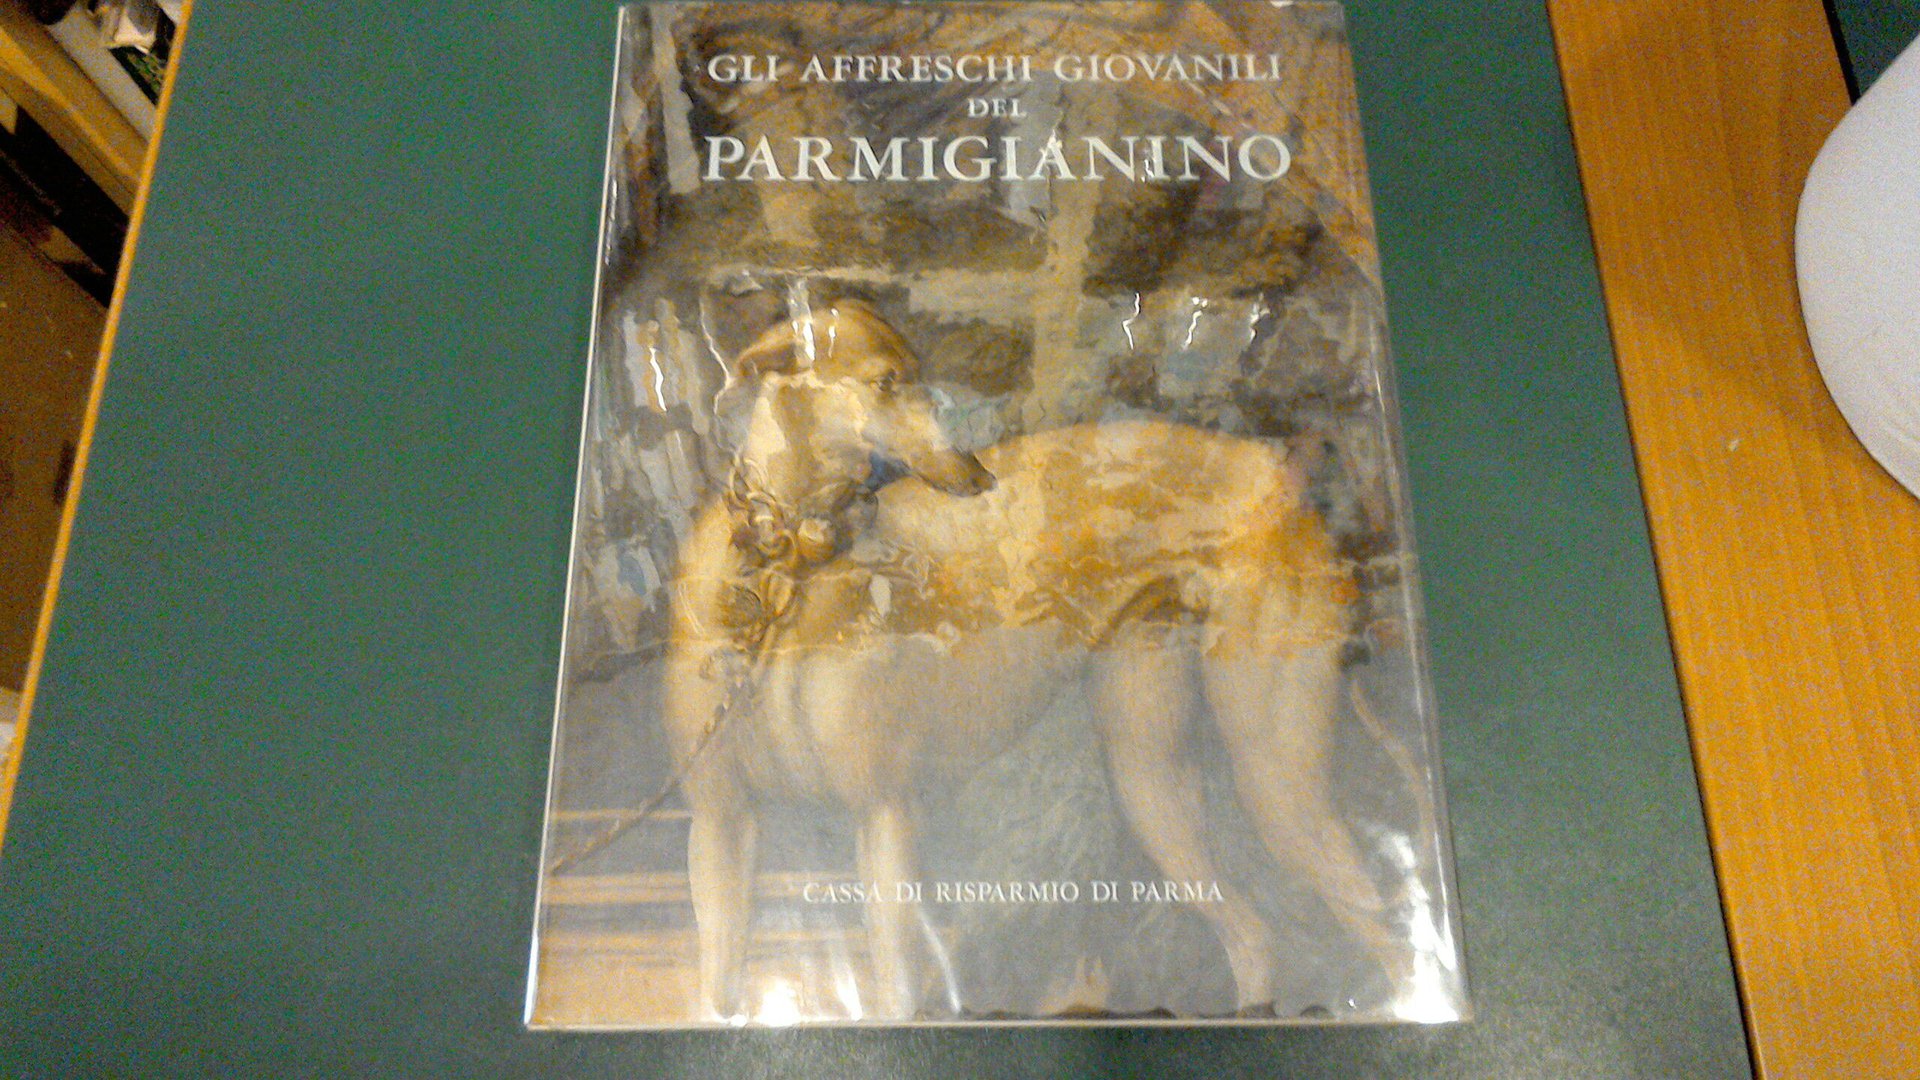 GLI AFFRESCHI GIOVANILI
DEL
PARMIGIANINO
CASSA DI RISPARMIO DI PARMA